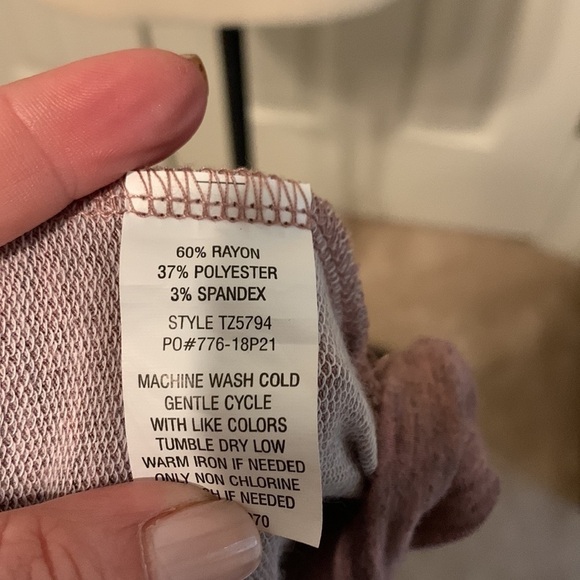 60% RAYON
37% POLYESTER
3% SPANDEX
STYLE TZ5794
PO#776-18P21
MACHINE WASH COLD
GENTLE CYCLE
WITH LIKE COLORS
TUMBLE DRY LOW
WARM IRON IF NEEDED
ONLY NON CHLORINE
IF NEEDED